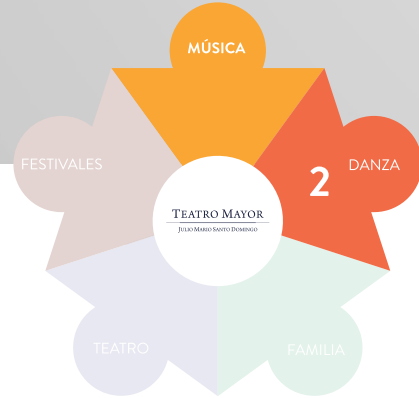 MÚSICA
FESTIVALES
2 DANZA
TEATRO MAYOR
JULIO MARIO SANTO DOMINGO
TEATRO
FAMILIA